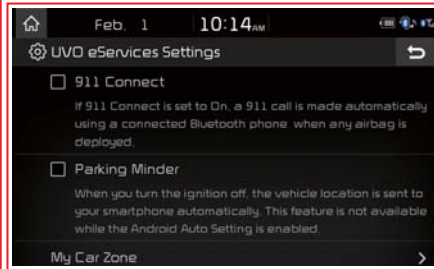 Feb. 1 10:14AM
UVO eServices Settings
911 Connect
If 911 Connect is set to On, a 911 call is made automatically
using a connected Bluetooth phone when any airbag is
deployed.
Parking Minder
When you turn the ignition off, the vehicle location is sent to
your smartphone automatically. This feature is not available
while the Android Auto Setting is enabled.
My Car Zone